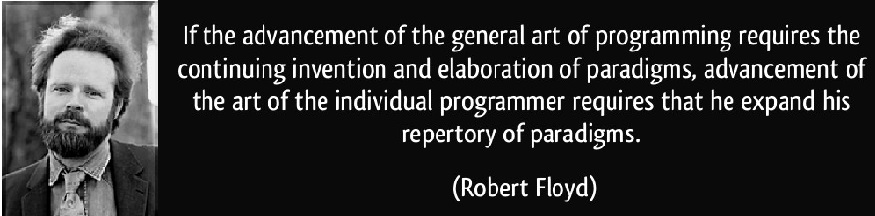 If the advancement of the general art of programming requires the
continuing invention and elaboration of paradigms, advancement of
the art of the individual programmer requires that he expand his
repertory of paradigms.
(Robert Floyd)